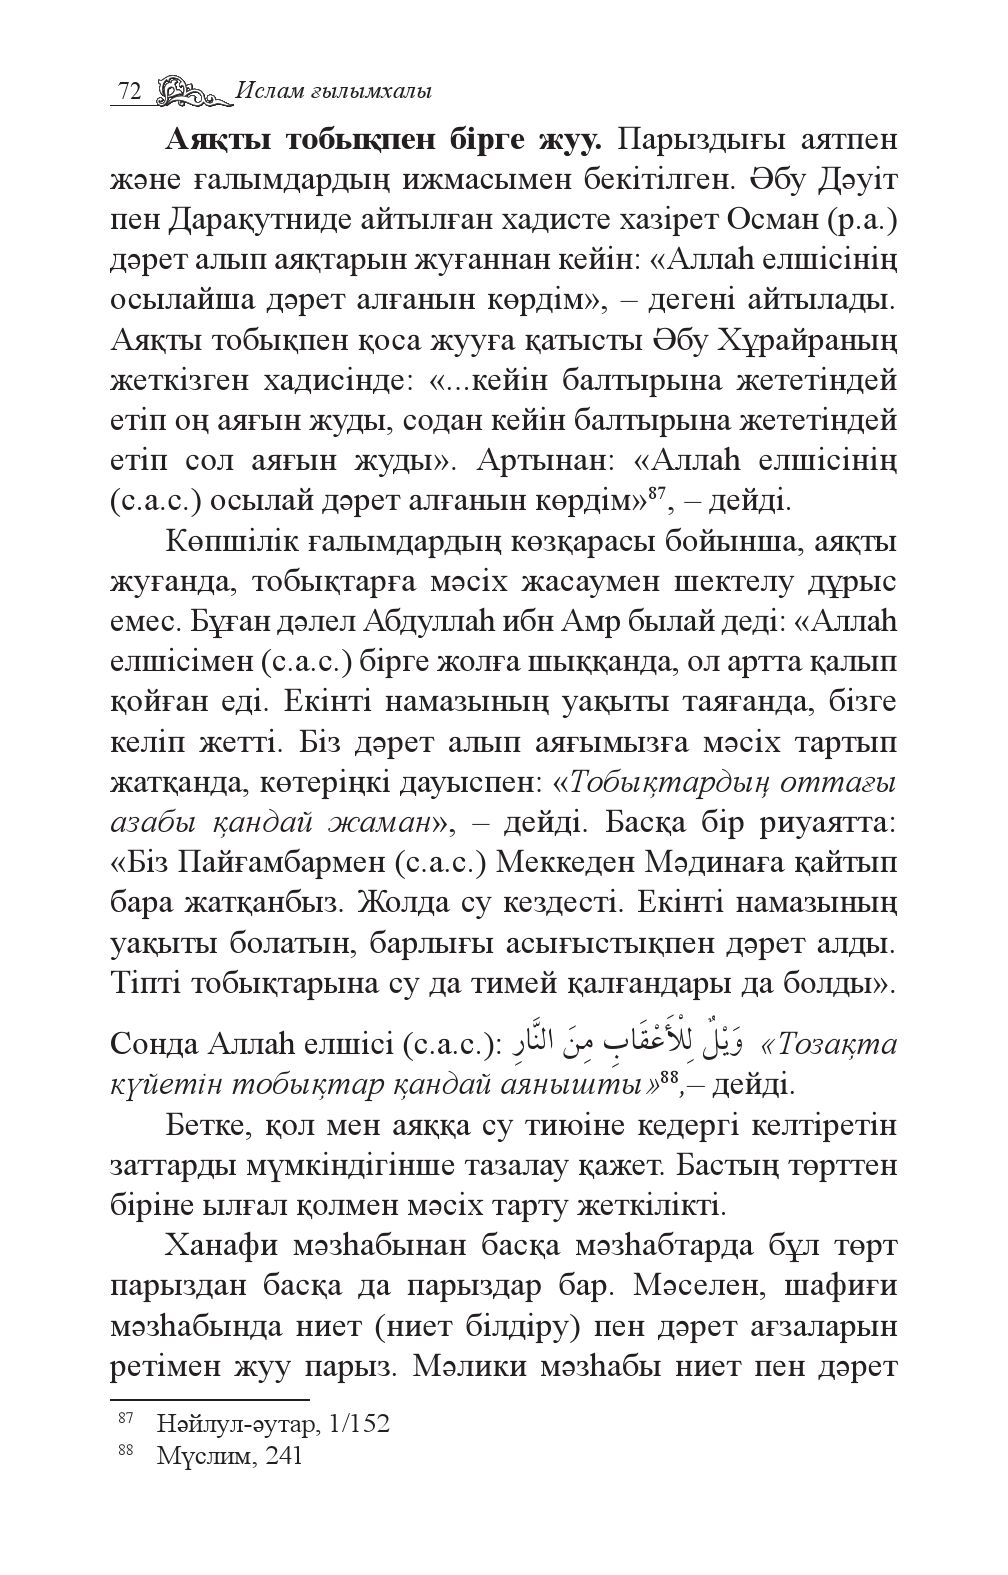 72 Ислам ғылымхалы
Аяқты тобықпен бірге жуу. Парыздығы аятпен
және ғалымдардың ижмасымен бекітілген. Әбу Дәуіт
пен Дарақутниде айтылған хадисте хазірет Осман (р.а.)
дәрет алып аяқтарын жуғаннан кейін: «Аллаһ елшісінің
осылайша дәрет алғанын көрдім», – дегені айтылады.
Аяқты тобықпен қоса жууға қатысты Әбу Хұрайраның
жеткізген хадисінде: «...кейін балтырына жететіндей
етіп оң аяғын жуды, содан кейін балтырына жететіндей
етіп сол аяғын жуды». Артынан: «Аллаһ елшісінің
(с.а.с.) осылай дәрет алғанын көрдім»87, – дейді.
Көпшілік ғалымдардың көзқарасы бойынша, аяқты
жуғанда, тобықтарға мәсіх жасаумен шектелу дұрыс
емес. Бұған дәлел Абдуллаһ ибн Амр былай деді: «Аллаһ
елшісімен (с.а.с.) бірге жолға шыққанда, ол артта қалып
қойған еді. Екінті намазының уақыты таяғанда, бізге
келіп жетті. Біз дәрет алып аяғымызға мәсіх тартып
жатқанда, көтеріңкі дауыспен: «Тобықтардың оттағы
азабы қандай жаман», – дейді. Басқа бір риуаятта:
«Біз Пайғамбармен (с.а.с.) Меккеден Мәдинаға қайтып
бара жатқанбыз. Жолда су кездесті. Екінті намазының
уақыты болатын, барлығы асығыстықпен дәрет алды.
Тіпті тобықтарына су да тимей қалғандары да болды».
Сонда Аллаһ елшісі (с.а.с.): وَيْلٌ لِلْأَعْقَابِ مِنَ النَّارِ «Тозақта
күйетін тобықтар қандай аянышты»88,– дейді.
Бетке, қол мен аяққа су тиюіне кедергі келтіретін
заттарды мүмкіндігінше тазалау қажет. Бастың төрттен
біріне ылғал қолмен мәсіх тарту жеткілікті.
Ханафи мәзһабынан басқа мәзһабтарда бұл төрт
парыздан басқа да парыздар бар. Мәселен, шафиғи
мәзһабында ниет (ниет білдіру) пен дәрет ағзаларын
ретімен жуу парыз. Мәлики мәзһабы ниет пен дәрет
87 Нәйлул-әутар, 1/152
88 Мүслим, 241